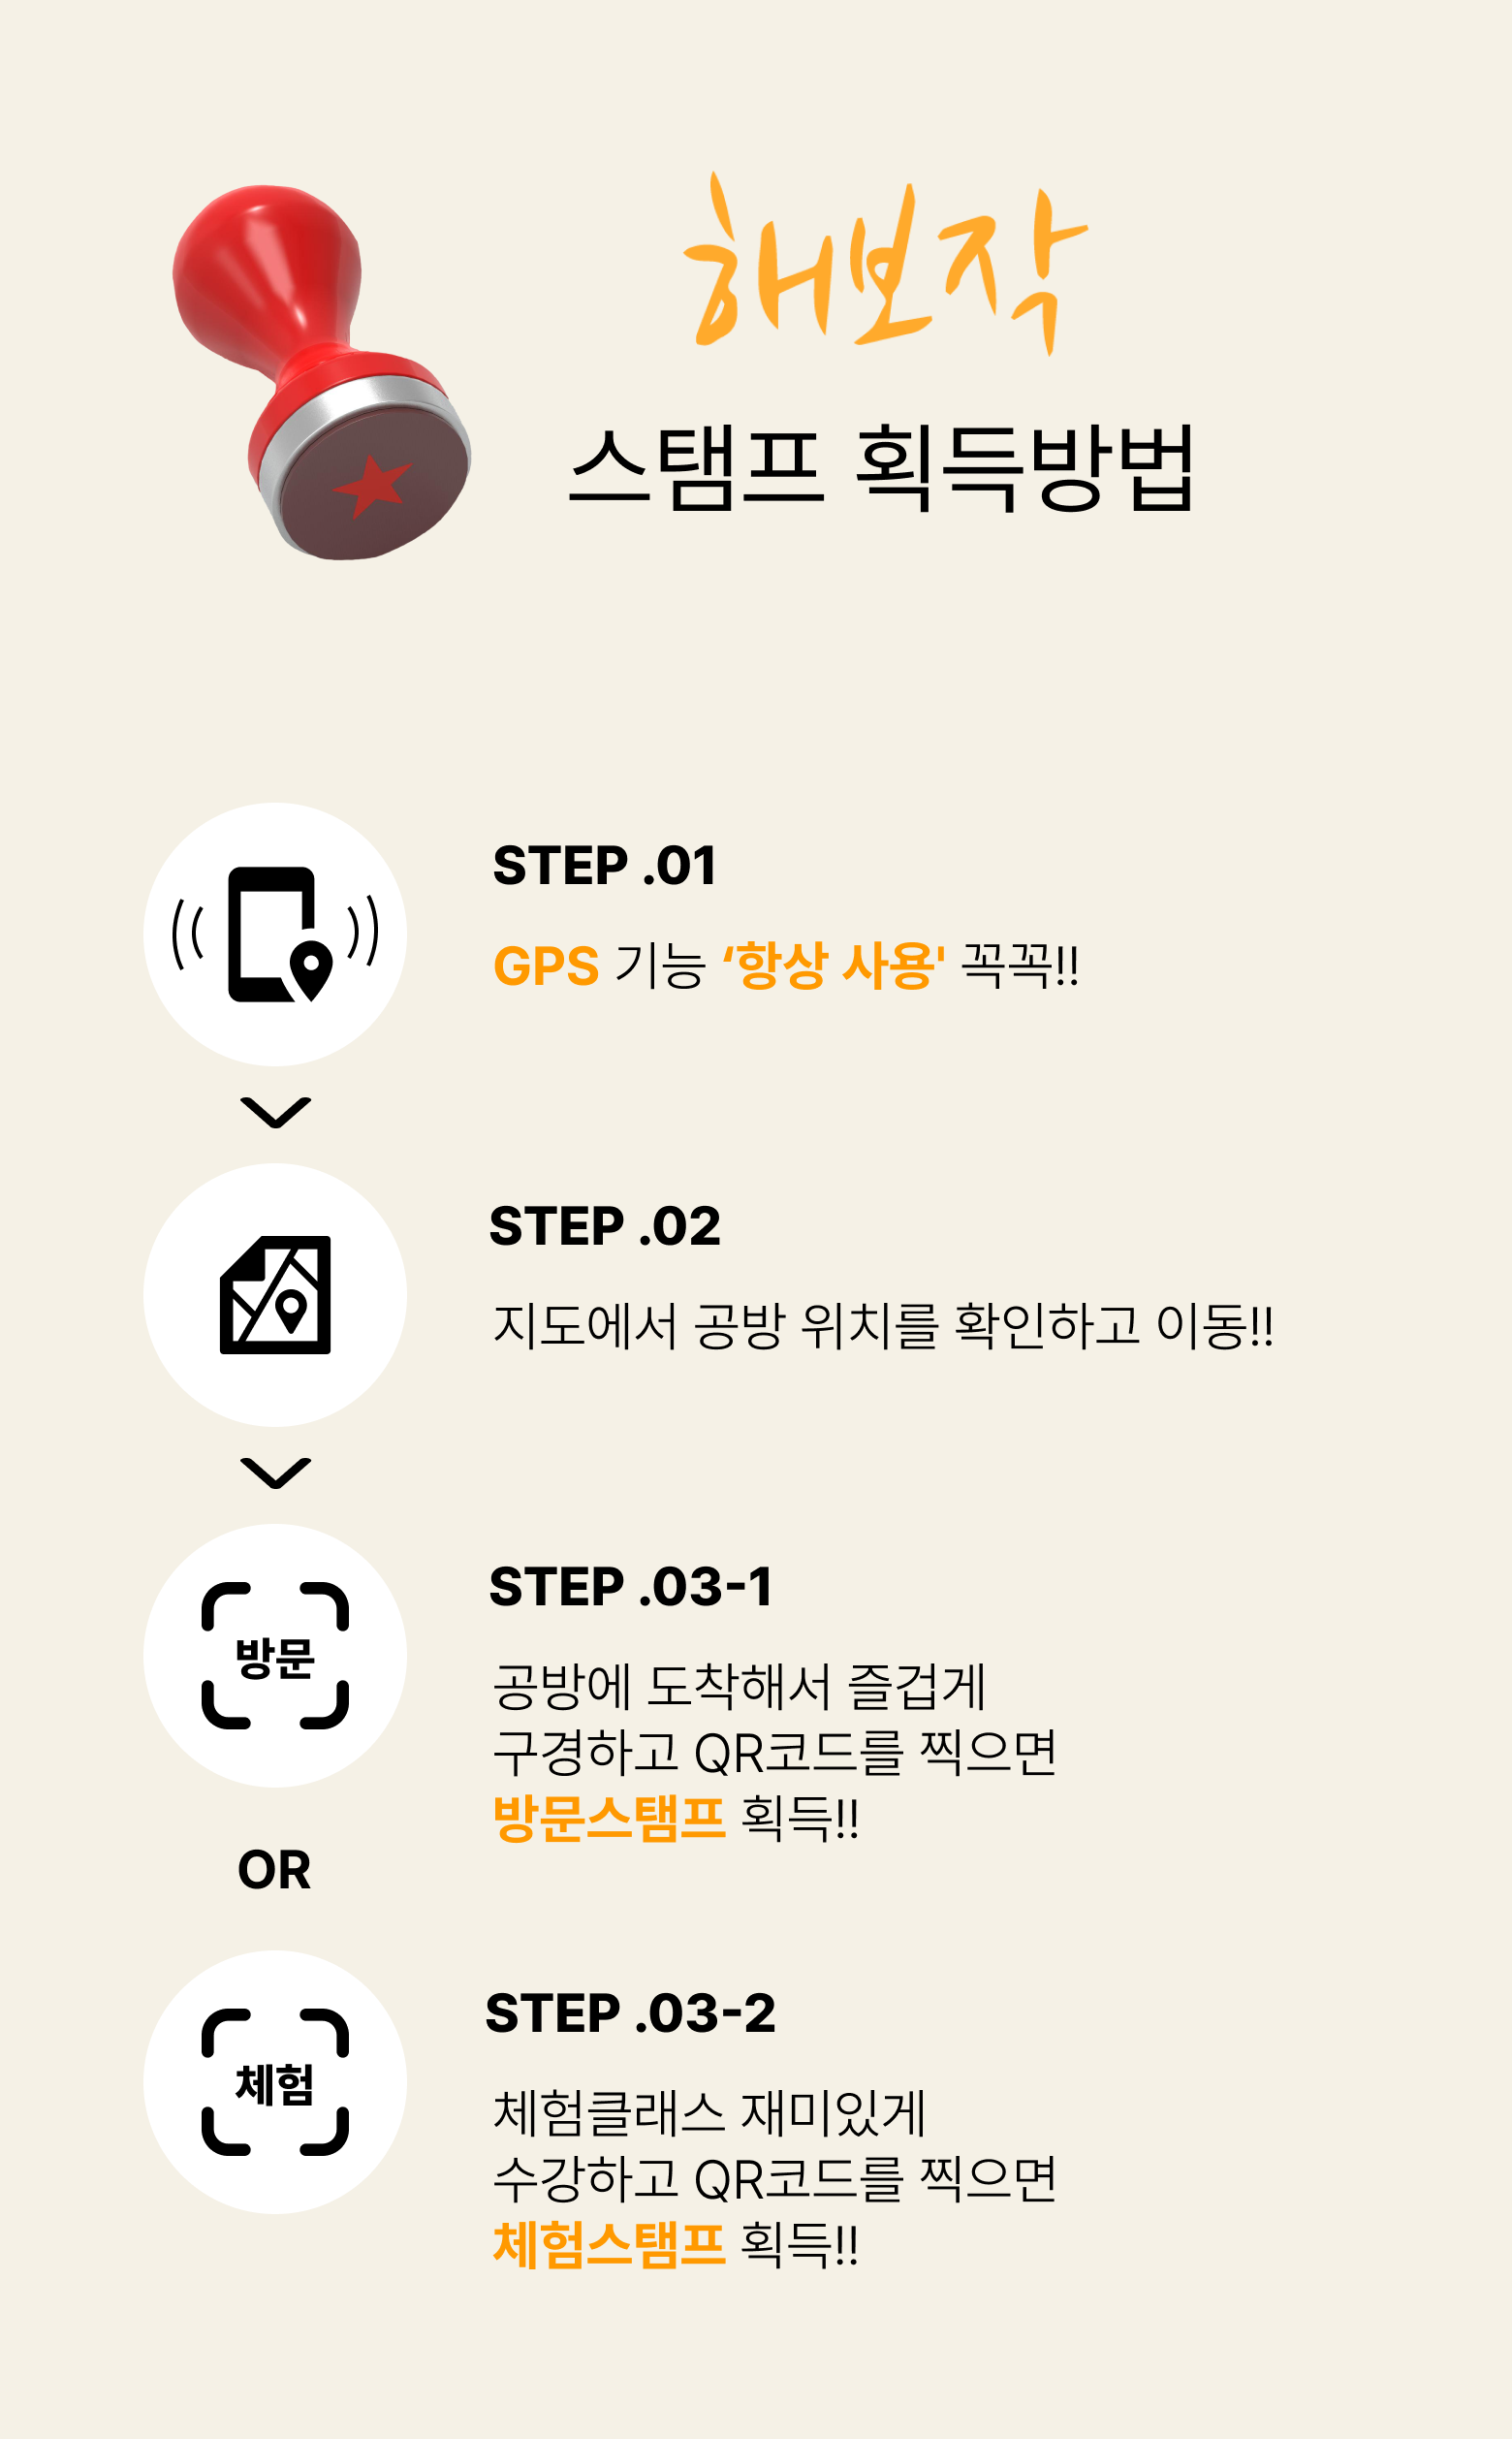 해보작
스탬프 획득방법
STEP .01
GPS 기능 ‘항상 사용' 꼭꼭!!
STEP .02
지도에서 공방 위치를 확인하고 이동!!
방문
STEP .03-1
공방에 도착해서 즐겁게
구경하고 QR코드를 찍으면
방문스탬프 획득!!
OR
체험
STEP .03-2
체험클래스 재미있게
수강하고 QR코드를 찍으면
체험스탬프 획득!!